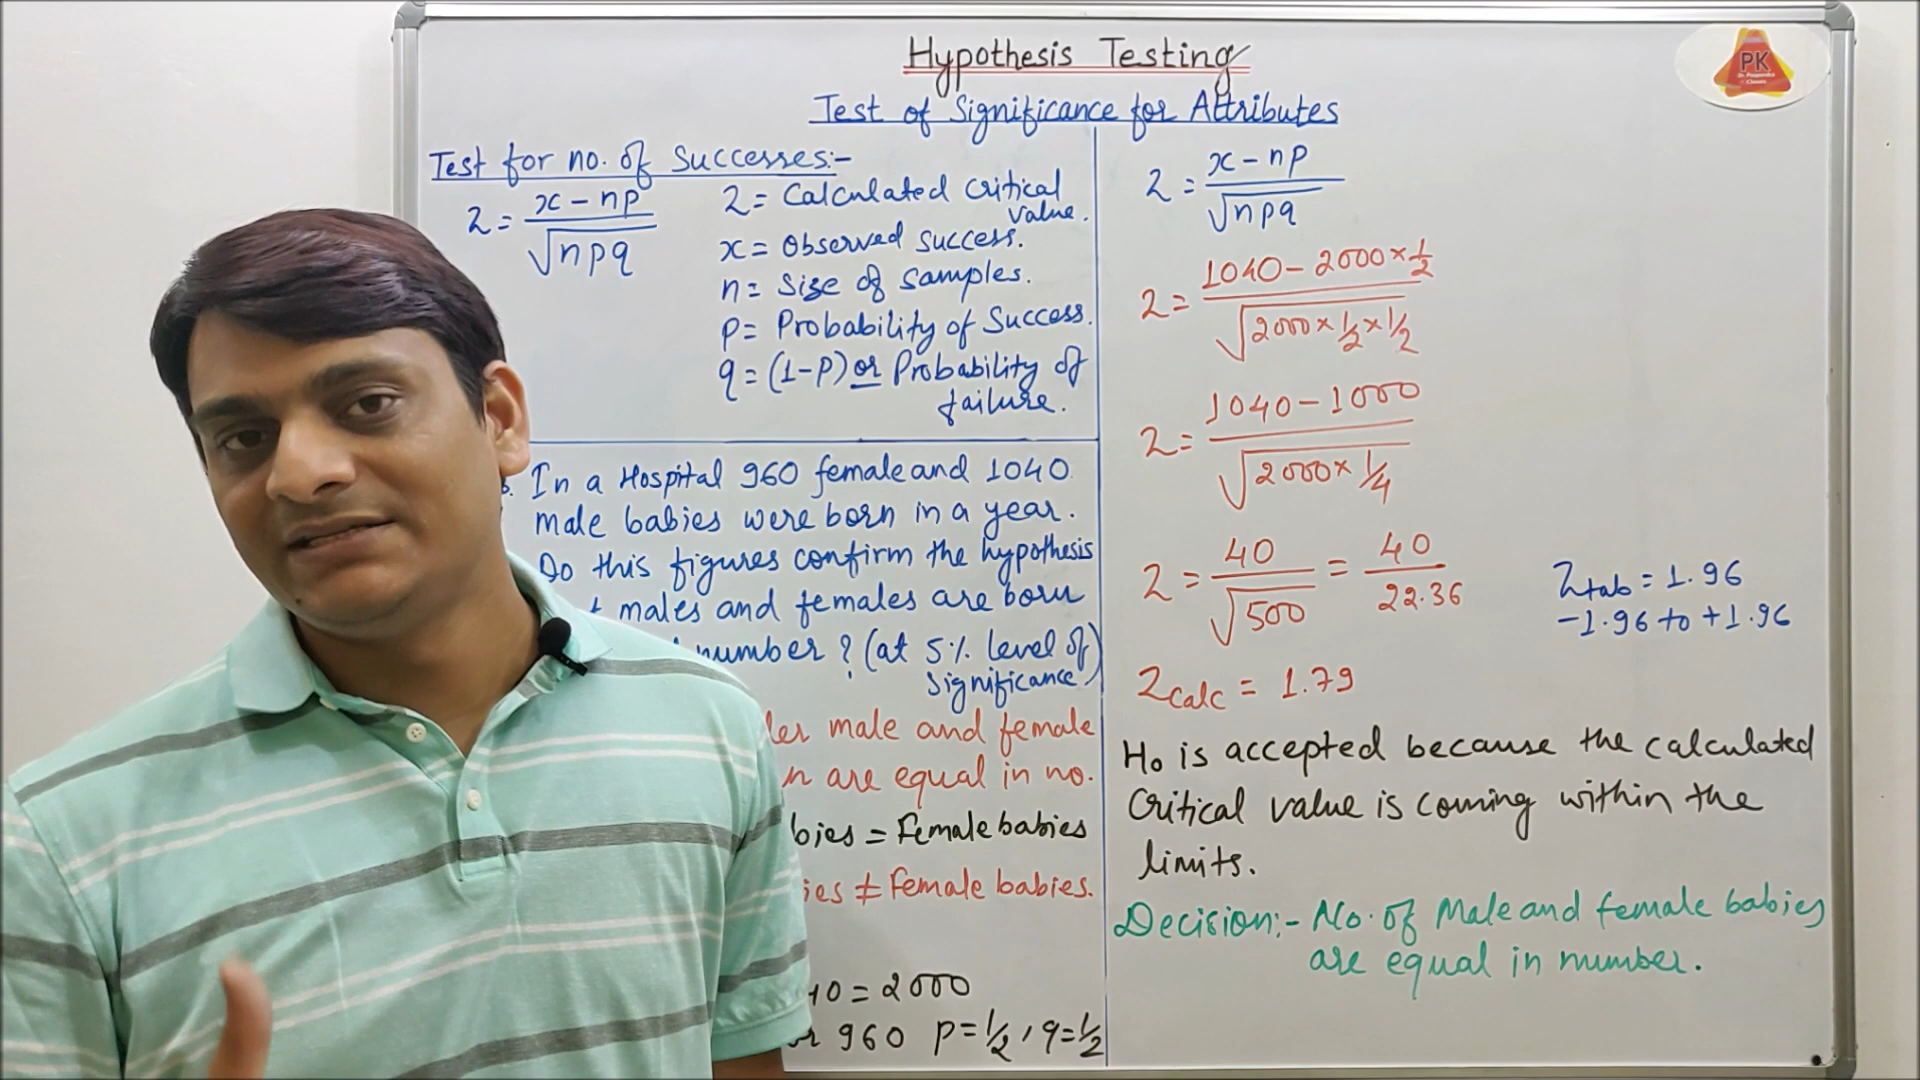 Hypothesis Testing
Test of Significance for Attributes
PK
Test for no. of Successes:-
Z = x - np / √npq
Z = Calculated Critical value.
x = Observed success.
n = Size of samples.
p = Probability of Success.
q = (1-P) or Probability of failure.
In a Hospital 960 female and 1040
male babies were born in a year.
Do this figures confirm the hypothesis
males and females are born
number? (at 5% level of
significance)
male and female
are equal in no.
= Female babies
≠ Female babies.
= 2000
960 p = 1/2, q = 1/2
Z = x - np / √npq
Z = 1040 - 2000 × 1/2 / √2000 × 1/2 × 1/2
Z = 1040 - 1000 / √2000 × 1/4
Z = 40 / √500 = 40 / 22.36
Z calc = 1.79
Z tab = 1.96
-1.96 to +1.96
H₀ is accepted because the calculated
Critical value is coming within the
limits.
Decision:- No. of Male and female babies
are equal in number.